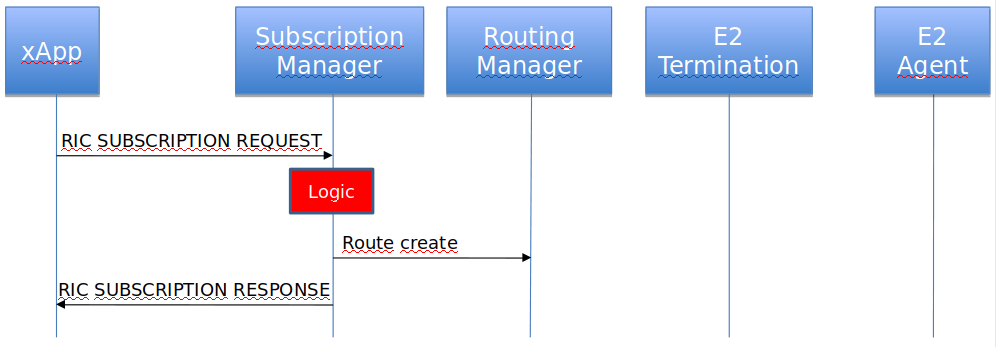 xApp
Subscription
Manager
Routing
Manager
E2
Termination
E2
Agent
RIC SUBSCRIPTION REQUEST
Logic
Route create
RIC SUBSCRIPTION RESPONSE